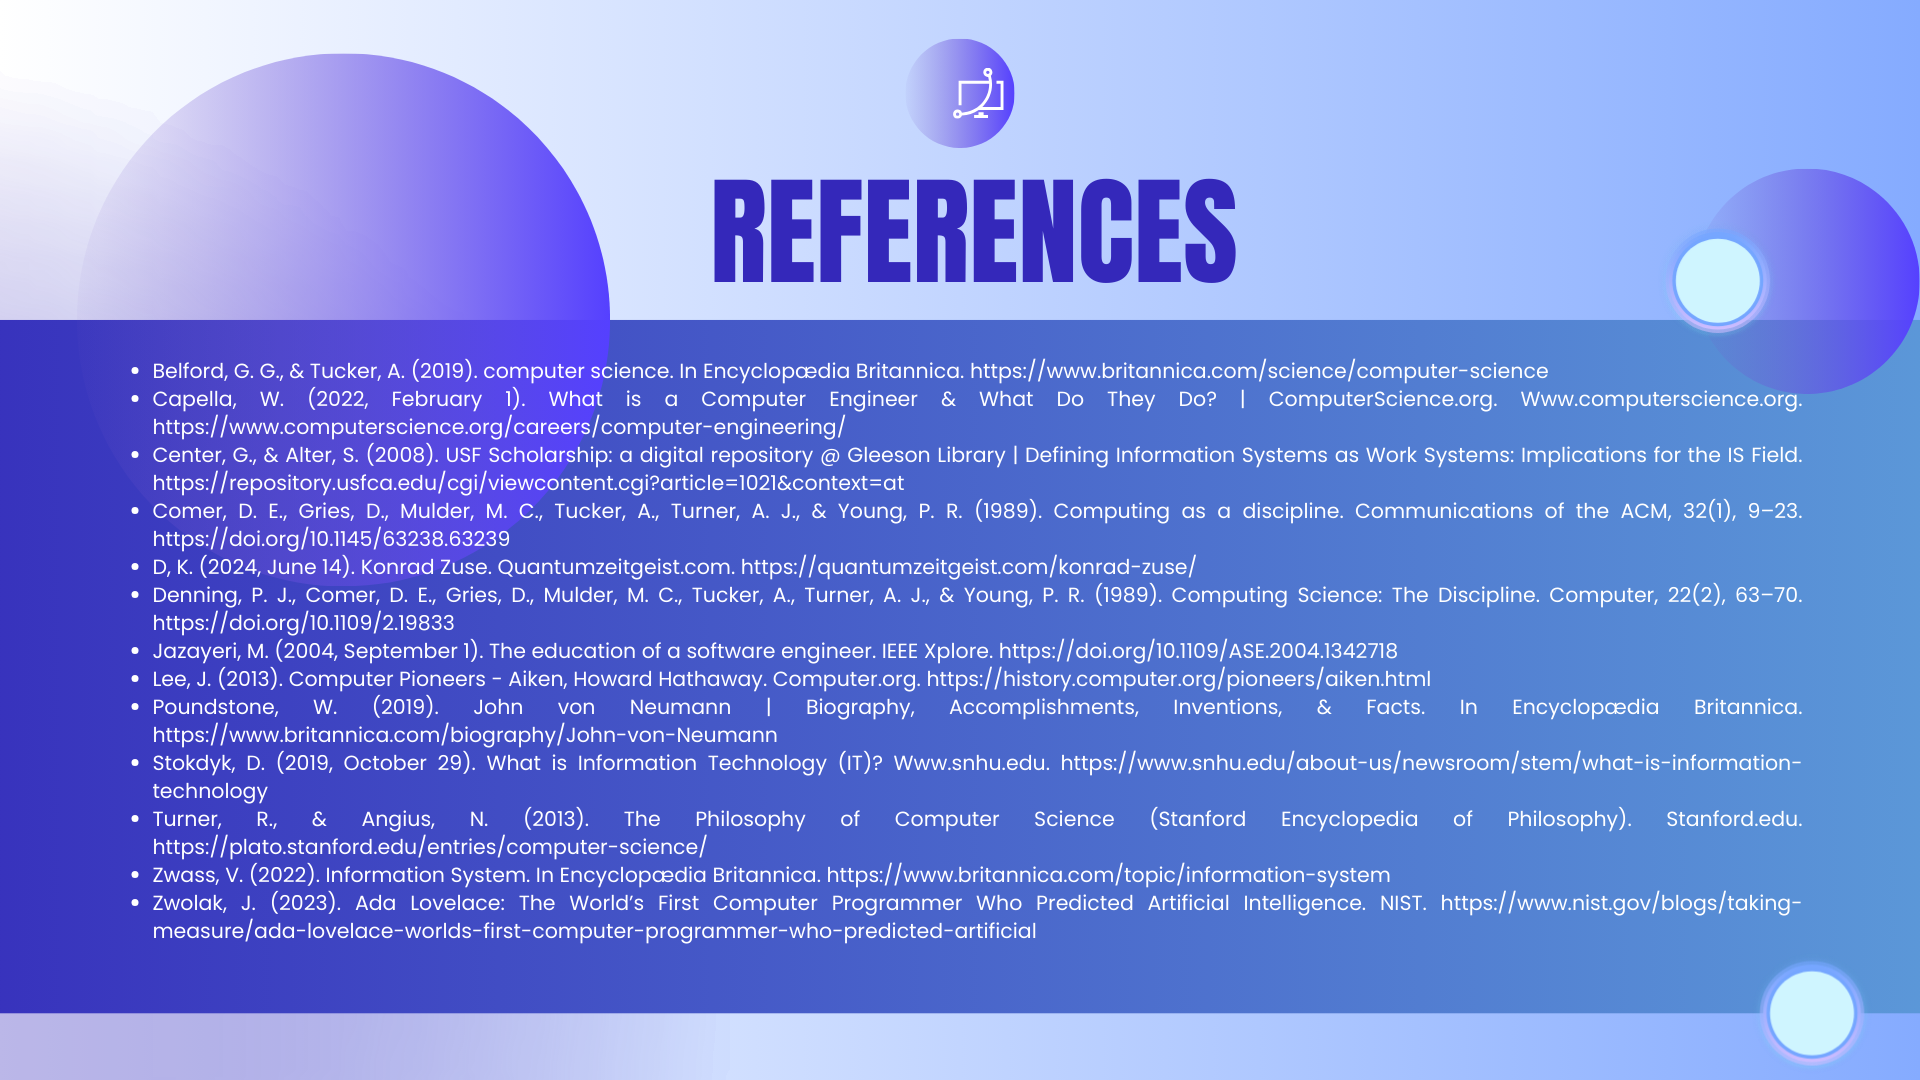 REFERENCES
• Belford, G. G., & Tucker, A. (2019). computer science. In Encyclopædia Britannica. https://www.britannica.com/science/computer-science
• Capella, W. (2022, February 1). What is a Computer Engineer & What Do They Do? | ComputerScience.org. Www.computerscience.org.
https://www.computerscience.org/careers/computer-engineering/
• Center, G., & Alter, S. (2008). USF Scholarship: a digital repository @ Gleeson Library | Defining Information Systems as Work Systems: Implications for the IS Field.
https://repository.usfca.edu/cgi/viewcontent.cgi?article=1021&context=at
• Comer, D. E., Gries, D., Mulder, M. C., Tucker, A., Turner, A. J., & Young, P. R. (1989). Computing as a discipline. Communications of the ACM, 32(1), 9–23.
https://doi.org/10.1145/63238.63239
• D, K. (2024, June 14). Konrad Zuse. Quantumzeitgeist.com. https://quantumzeitgeist.com/konrad-zuse/
• Denning, P. J., Comer, D. E., Gries, D., Mulder, M. C., Tucker, A., Turner, A. J., & Young, P. R. (1989). Computing Science: The Discipline. Computer, 22(2), 63–70.
https://doi.org/10.1109/2.19833
• Jazayeri, M. (2004, September 1). The education of a software engineer. IEEE Xplore. https://doi.org/10.1109/ASE.2004.1342718
• Lee, J. (2013). Computer Pioneers - Aiken, Howard Hathaway. Computer.org. https://history.computer.org/pioneers/aiken.html
• Poundstone, W. (2019). John von Neumann | Biography, Accomplishments, Inventions, & Facts. In Encyclopædia Britannica.
https://www.britannica.com/biography/John-von-Neumann
• Stokdyk, D. (2019, October 29). What is Information Technology (IT)? Www.snhu.edu. https://www.snhu.edu/about-us/newsroom/stem/what-is-information-
technology
• Turner, R., & Angius, N. (2013). The Philosophy of Computer Science (Stanford Encyclopedia of Philosophy). Stanford.edu.
https://plato.stanford.edu/entries/computer-science/
• Zwass, V. (2022). Information System. In Encyclopædia Britannica. https://www.britannica.com/topic/information-system
• Zwolak, J. (2023). Ada Lovelace: The World’s First Computer Programmer Who Predicted Artificial Intelligence. NIST. https://www.nist.gov/blogs/taking-
measure/ada-lovelace-worlds-first-computer-programmer-who-predicted-artificial